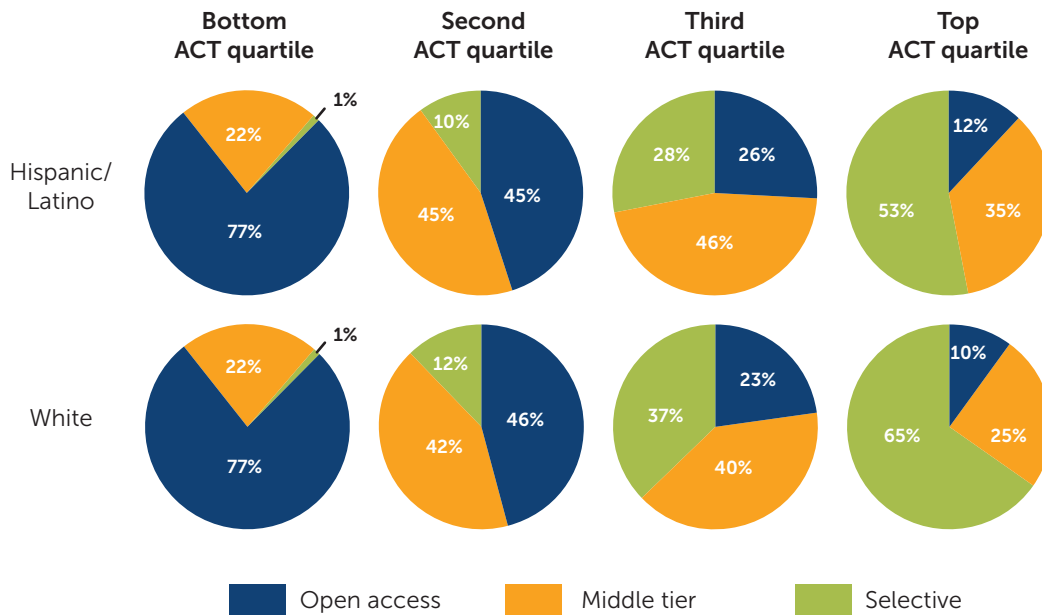 Bottom
ACT quartile
Second
ACT quartile
Third
ACT quartile
Top
ACT quartile
Hispanic/
Latino
1%
22%
77%
10%
45%
45%
28%
26%
46%
12%
53%
35%
White
1%
22%
77%
12%
46%
42%
23%
37%
40%
10%
65%
25%
Open access
Middle tier
Selective